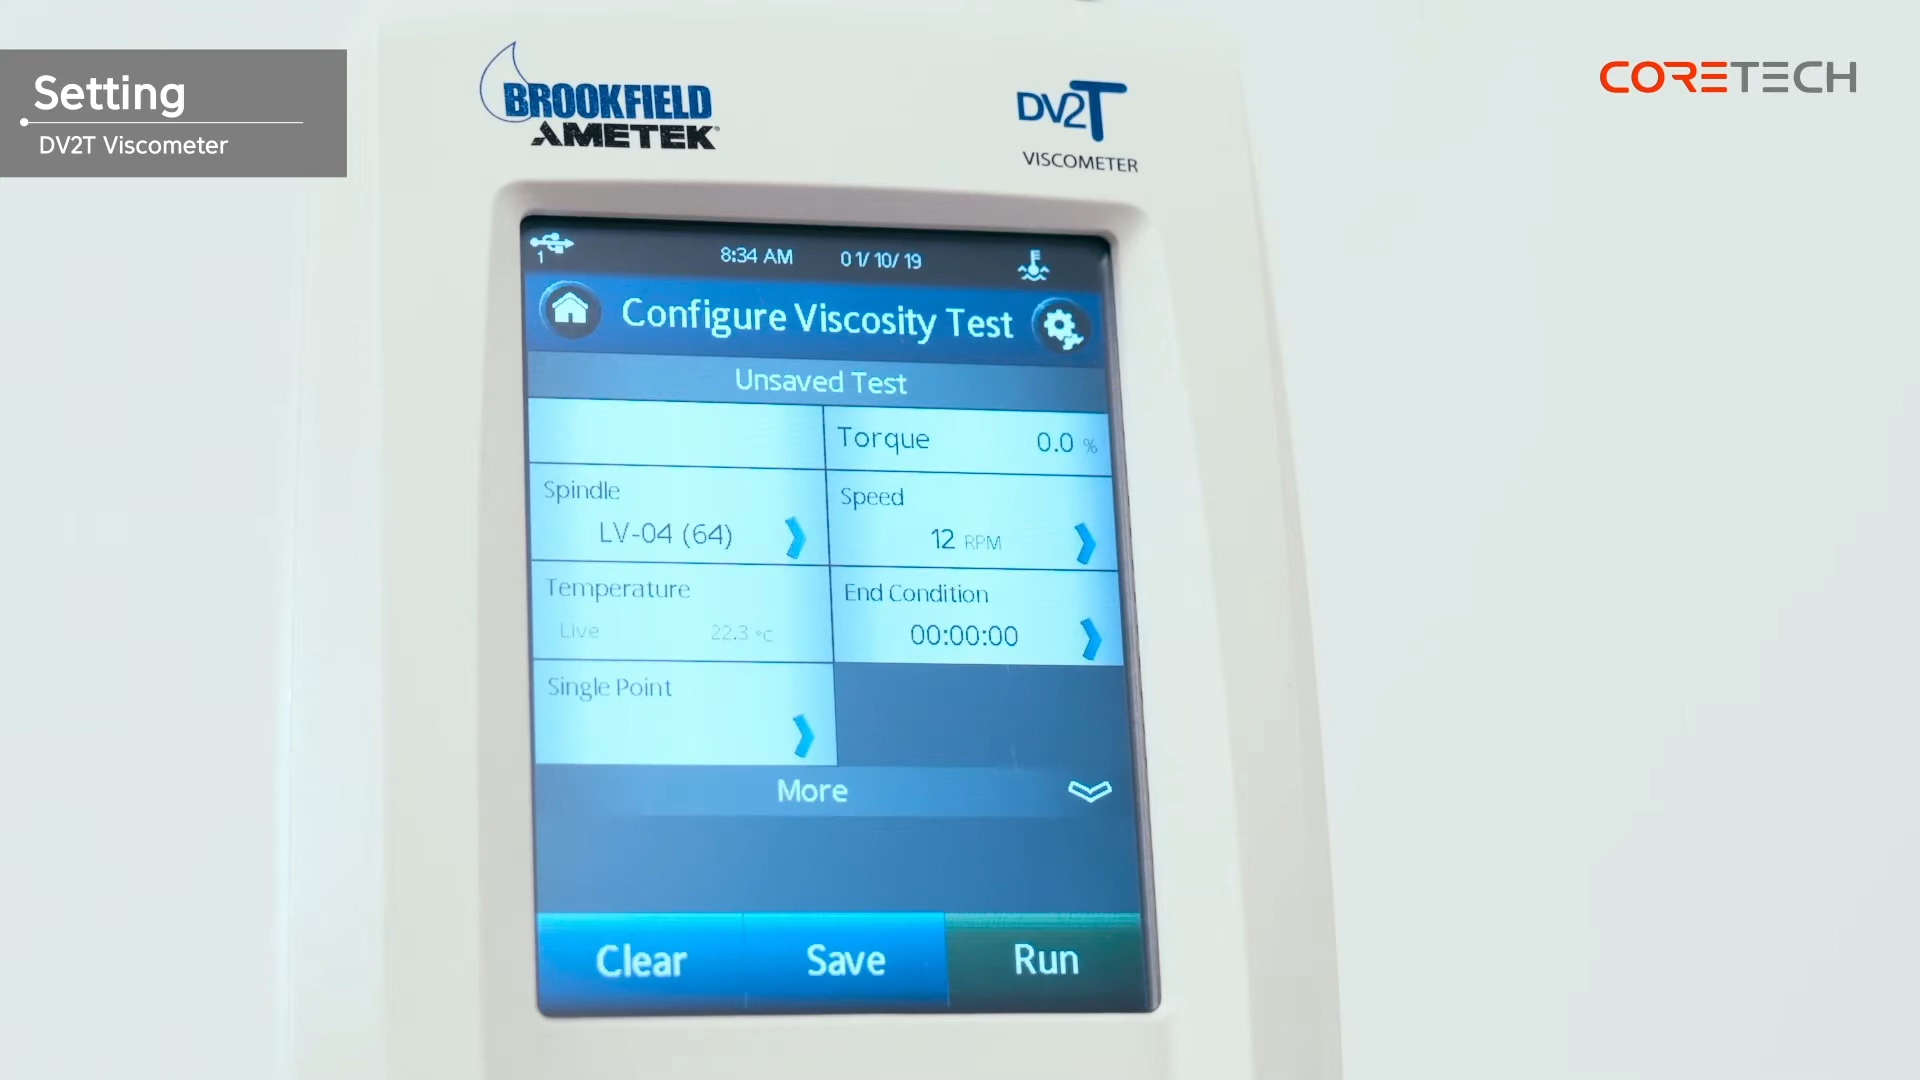 Setting
DV2T Viscometer
CORETECH
BROOKFIELD
AMETEK®
DV2T
VISCOMETER
1
8:34 AM 01/10/19
Configure Viscosity Test
Unsaved Test
Torque 0.0 %
Spindle
LV-04 (64)
Speed
12 RPM
Temperature
Live 22.3 °C
End Condition
00:00:00
Single Point
More
Clear Save Run